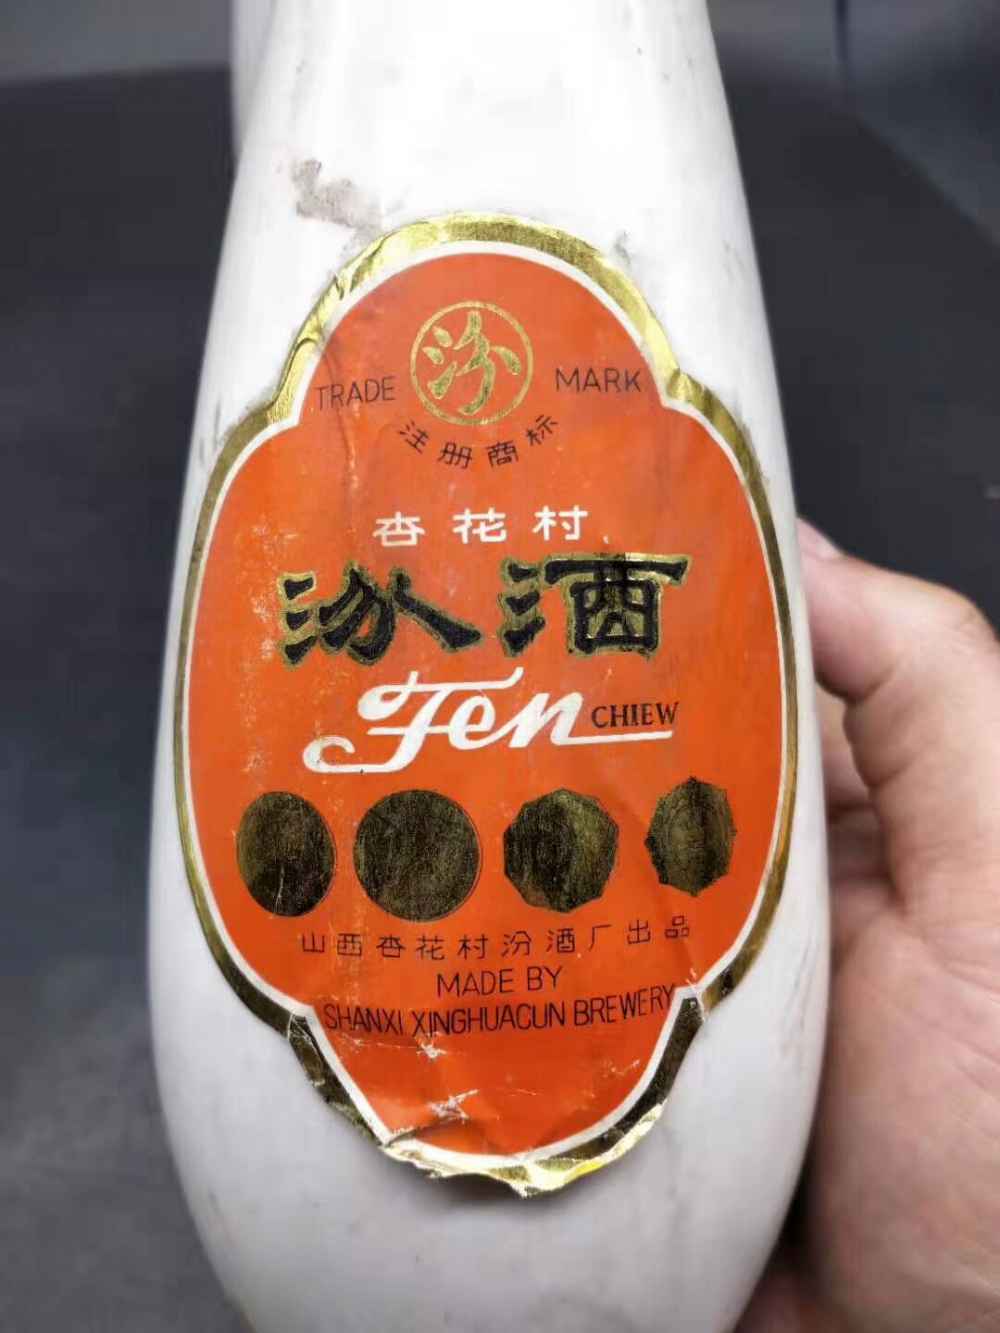 汾
TRADE MARK
注册商标
杏花村
汾酒
Fen CHIEW
山西杏花村汾酒厂出品
MADE BY
SHANXI XINGHUACUN BREWERY